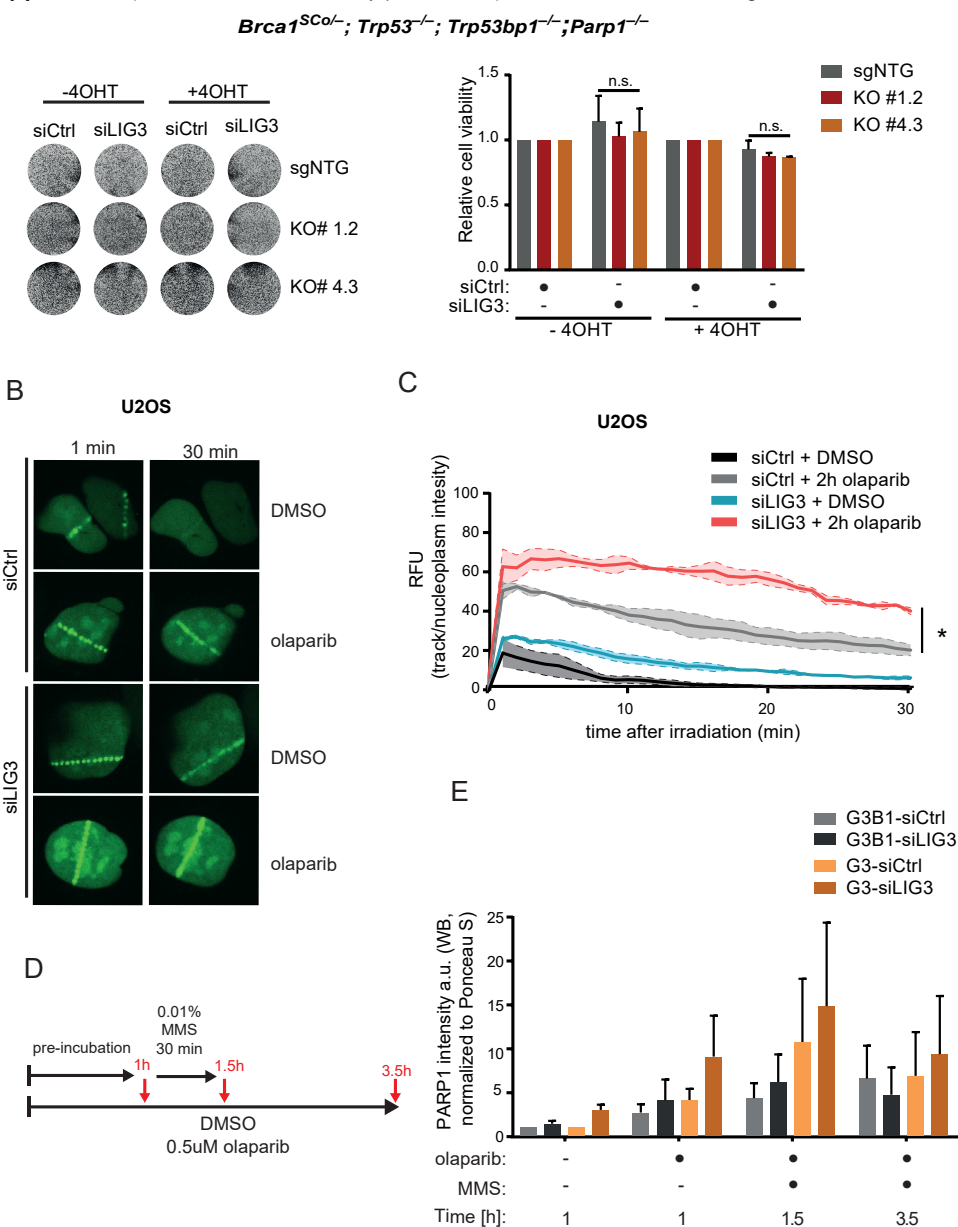 Brca1SCo/–; Trp53–/–; Trp53bp1–/–;Parp1–/–
-4OHT +4OHT
siCtrl siLIG3 siCtrl siLIG3
sgNTG
KO# 1.2
KO# 4.3
Relative cell viability
1.5
1.0
0.5
0.0
n.s.
n.s.
sgNTG
KO #1.2
KO #4.3
siCtrl: ● - ● -
siLIG3: - ● - ●
- 4OHT + 4OHT
B
U2OS
1 min 30 min
siCtrl
DMSO
olaparib
siLIG3
DMSO
olaparib
C
U2OS
siCtrl + DMSO
siCtrl + 2h olaparib
siLIG3 + DMSO
siLIG3 + 2h olaparib
RFU
(track/nucleoplasm intesity)
100
80
60
40
20
0
0 10 20 30
time after irradiation (min)
*
D
0.01%
MMS
30 min
pre-incubation
1h
1.5h
3.5h
DMSO
0.5uM olaparib
E
G3B1-siCtrl
G3B1-siLIG3
G3-siCtrl
G3-siLIG3
PARP1 intensity a.u. (WB,
normalized to Ponceau S)
25
20
15
10
5
0
olaparib: - ● ● ●
MMS: - - ● ●
Time [h]: 1 1 1.5 3.5